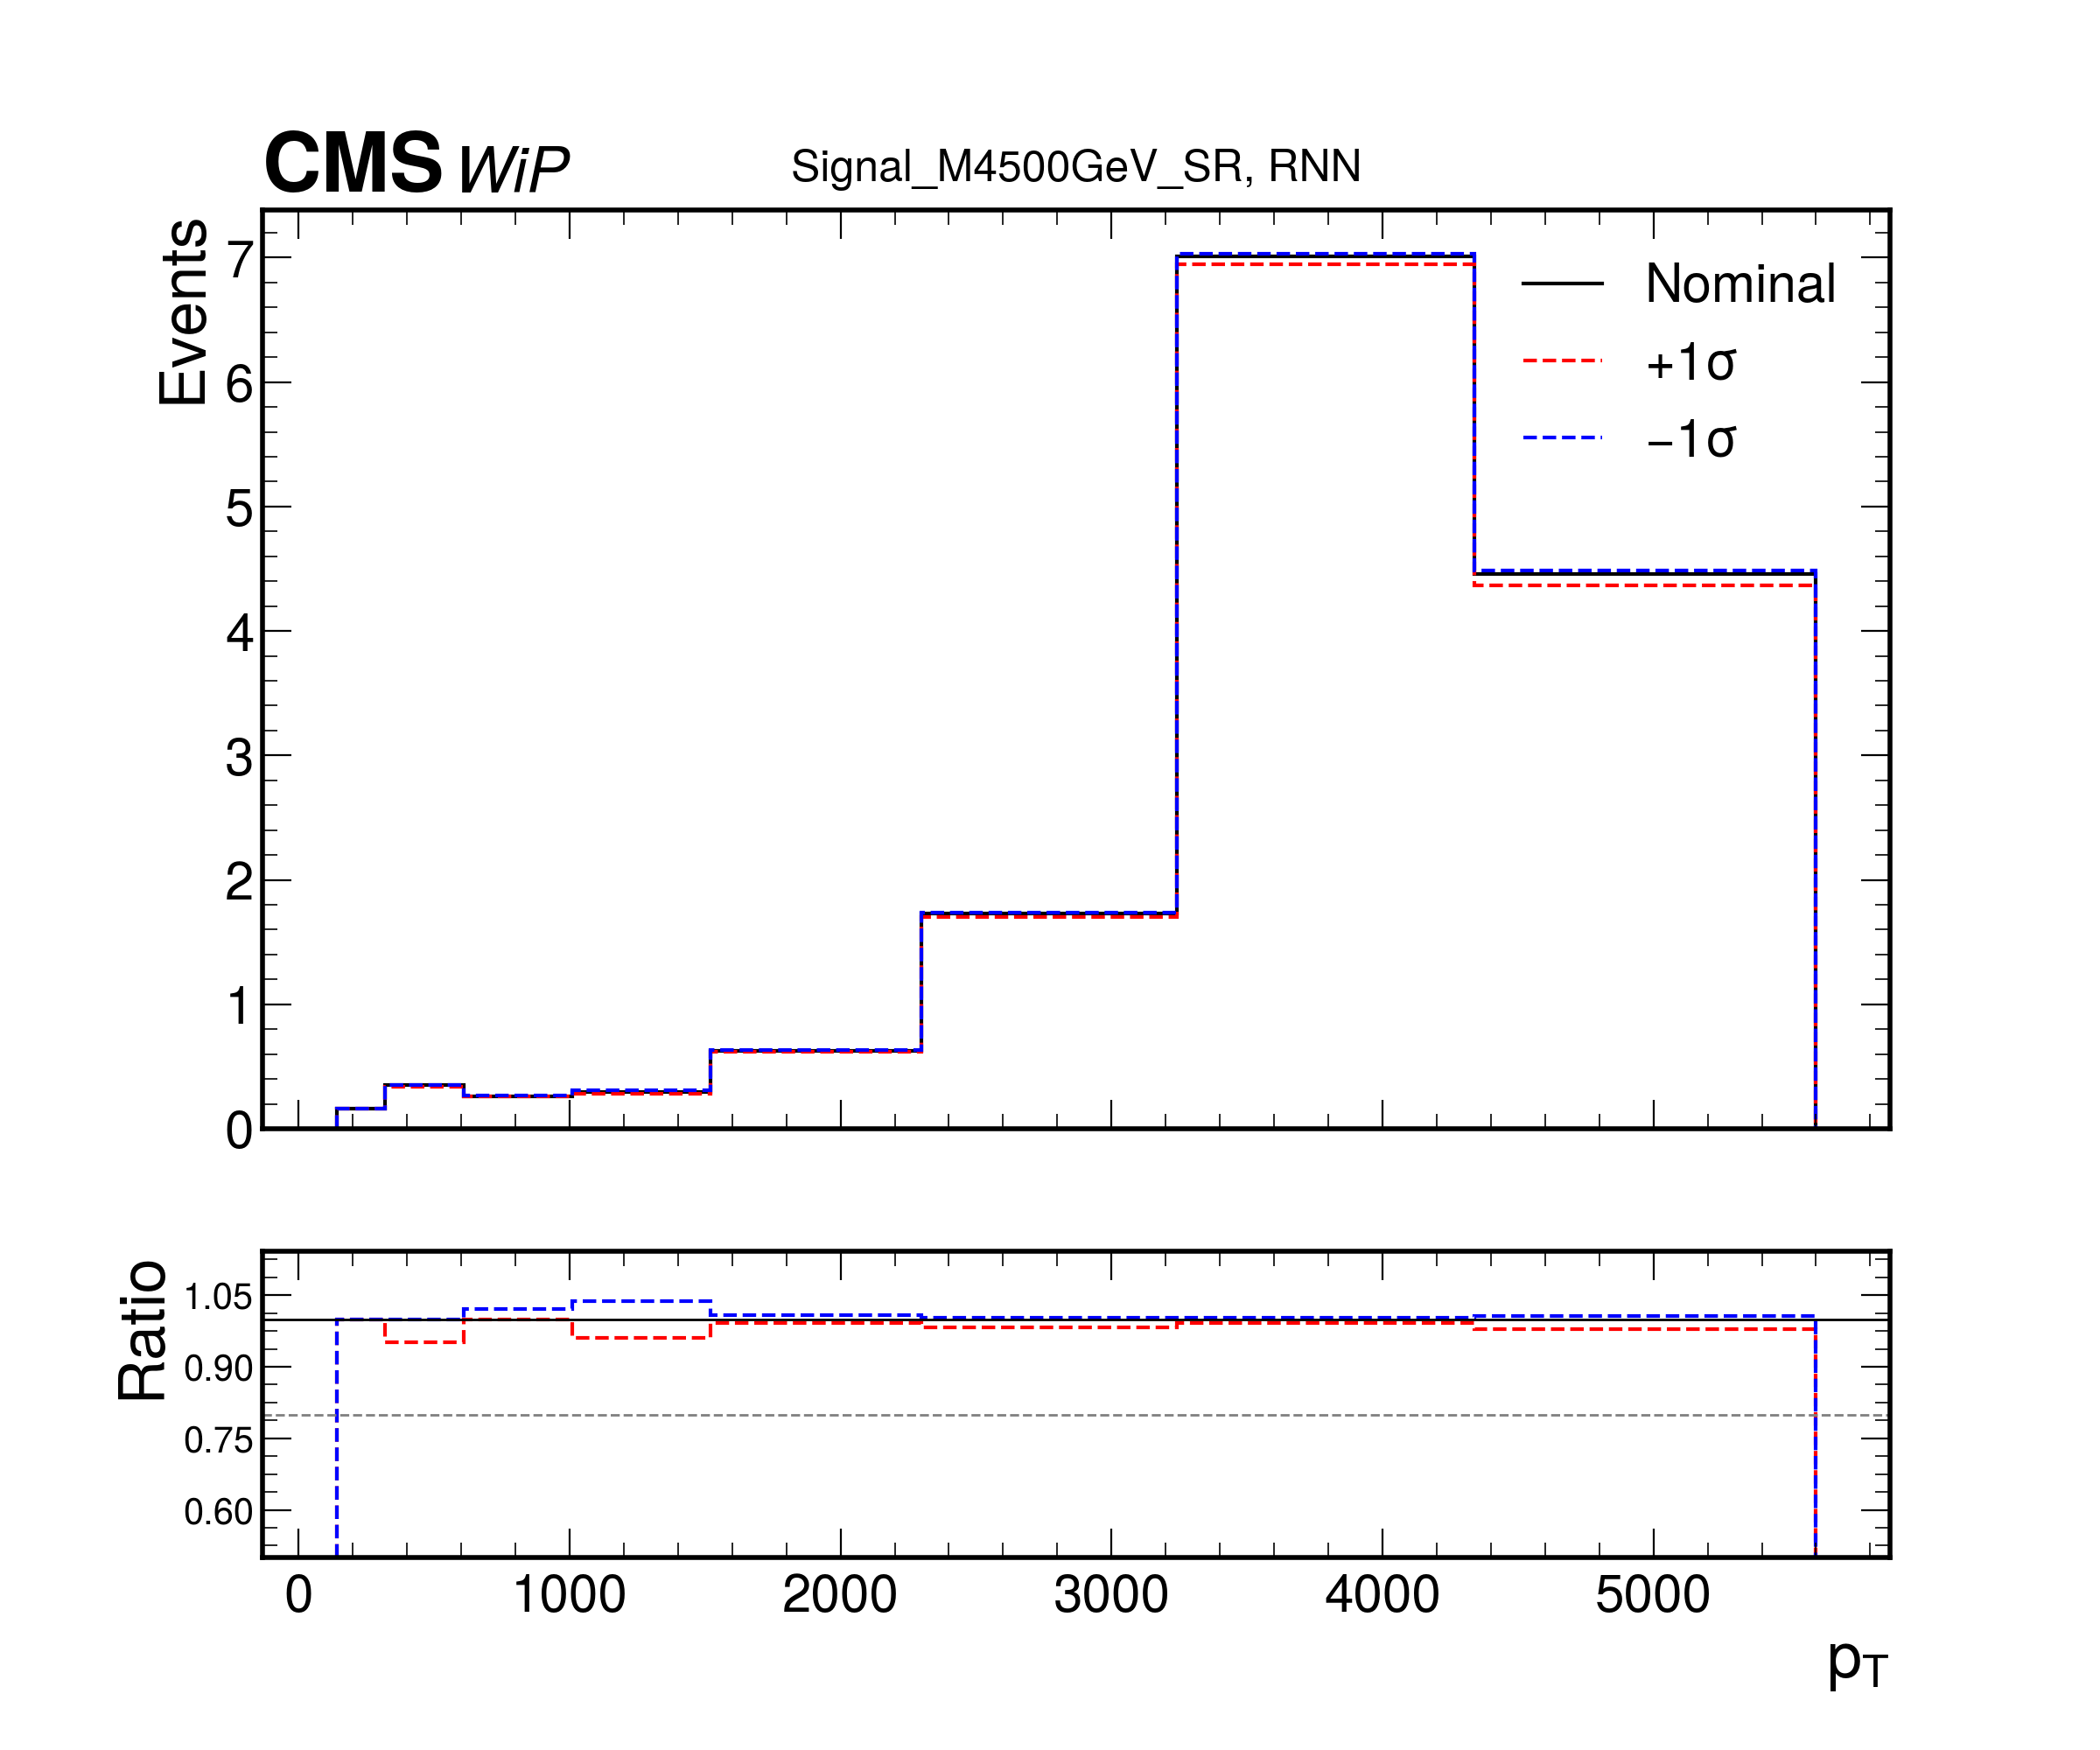 CMS WiP
Signal_M4500GeV_SR, RNN
Events
7
6
5
4
3
2
1
0
Nominal
+1σ
−1σ
Ratio
1.05
0.90
0.75
0.60
0 1000 2000 3000 4000 5000
pT